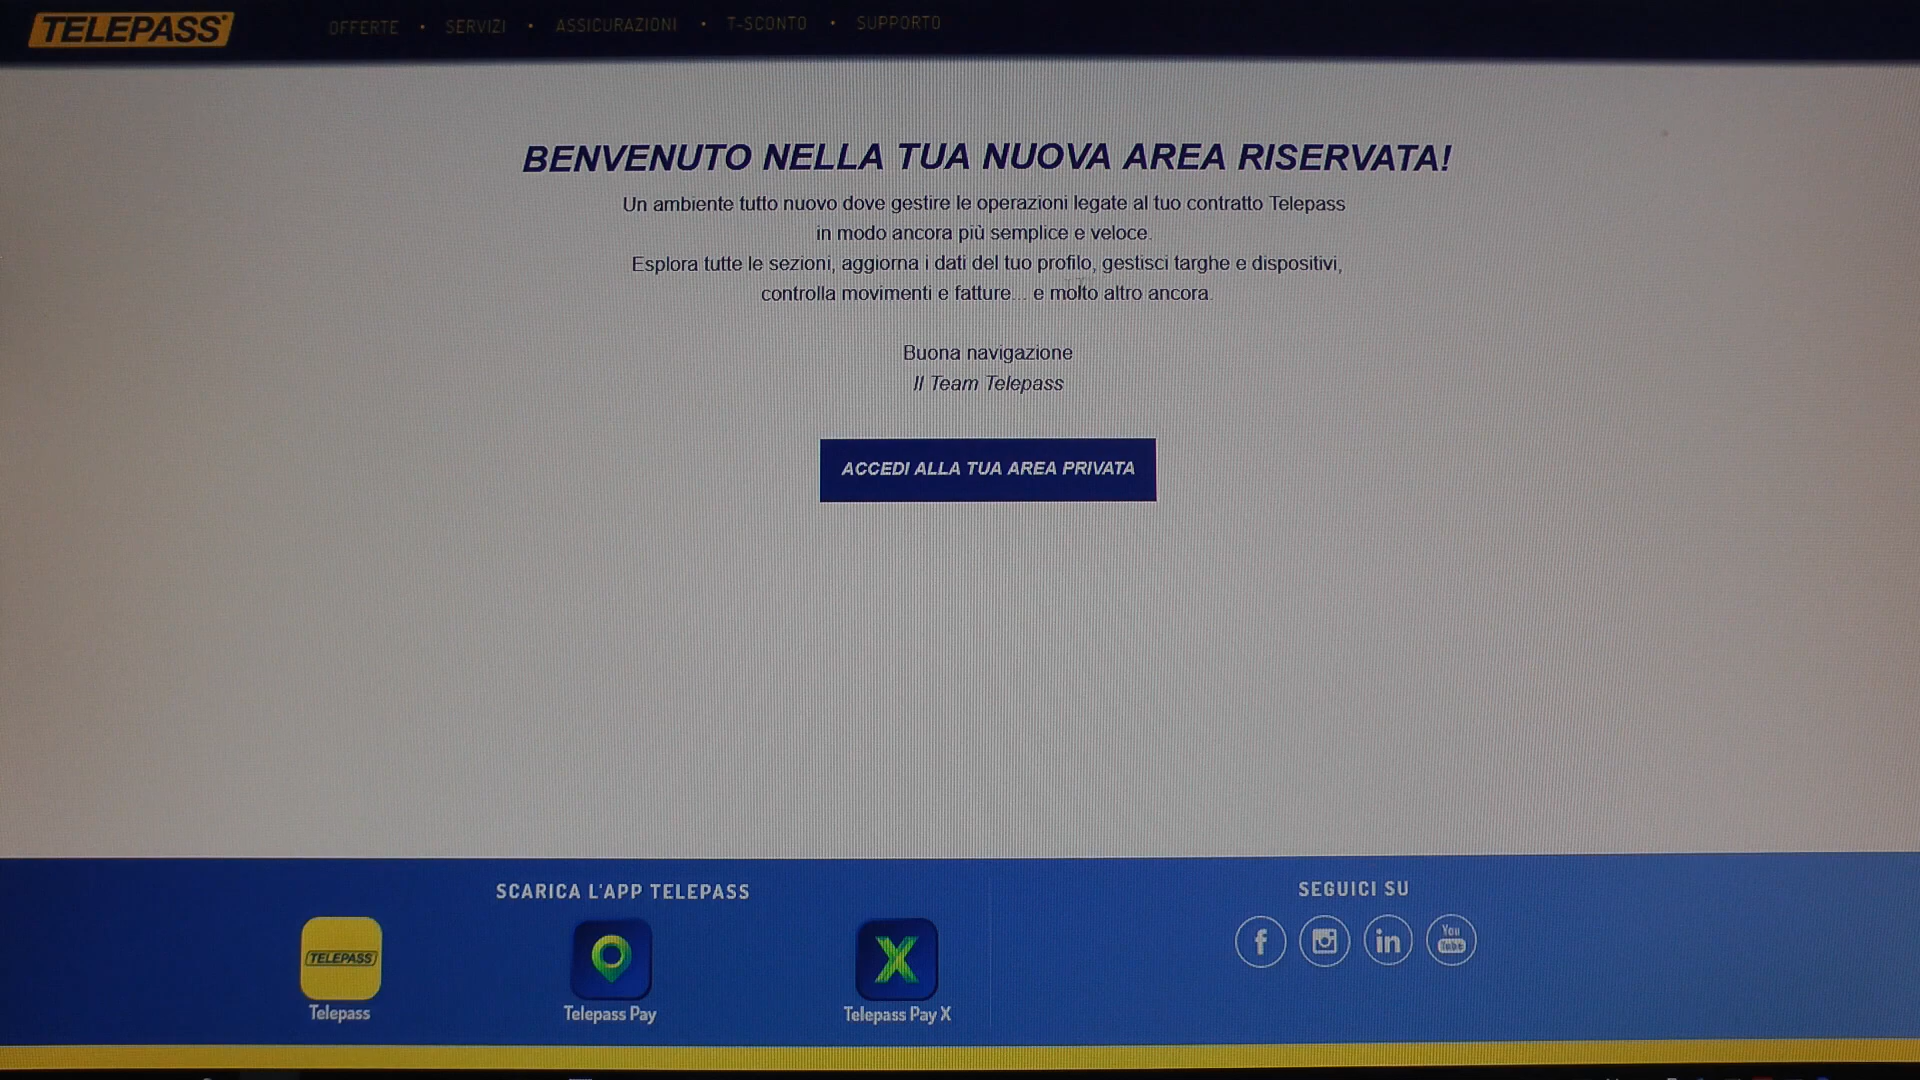 TELEPASS
OFFERTE • SERVIZI • ASSICURAZIONI • T-SCONTO • SUPPORTO
BENVENUTO NELLA TUA NUOVA AREA RISERVATA!
Un ambiente tutto nuovo dove gestire le operazioni legate al tuo contratto Telepass
in modo ancora più semplice e veloce.
Esplora tutte le sezioni, aggiorna i dati del tuo profilo, gestisci targhe e dispositivi,
controlla movimenti e fatture... e molto altro ancora.
Buona navigazione
Il Team Telepass
ACCEDI ALLA TUA AREA PRIVATA
SCARICA L'APP TELEPASS
TELEPASS
Telepass
Telepass Pay
X
Telepass Pay X
SEGUICI SU
f
in
You
Tube